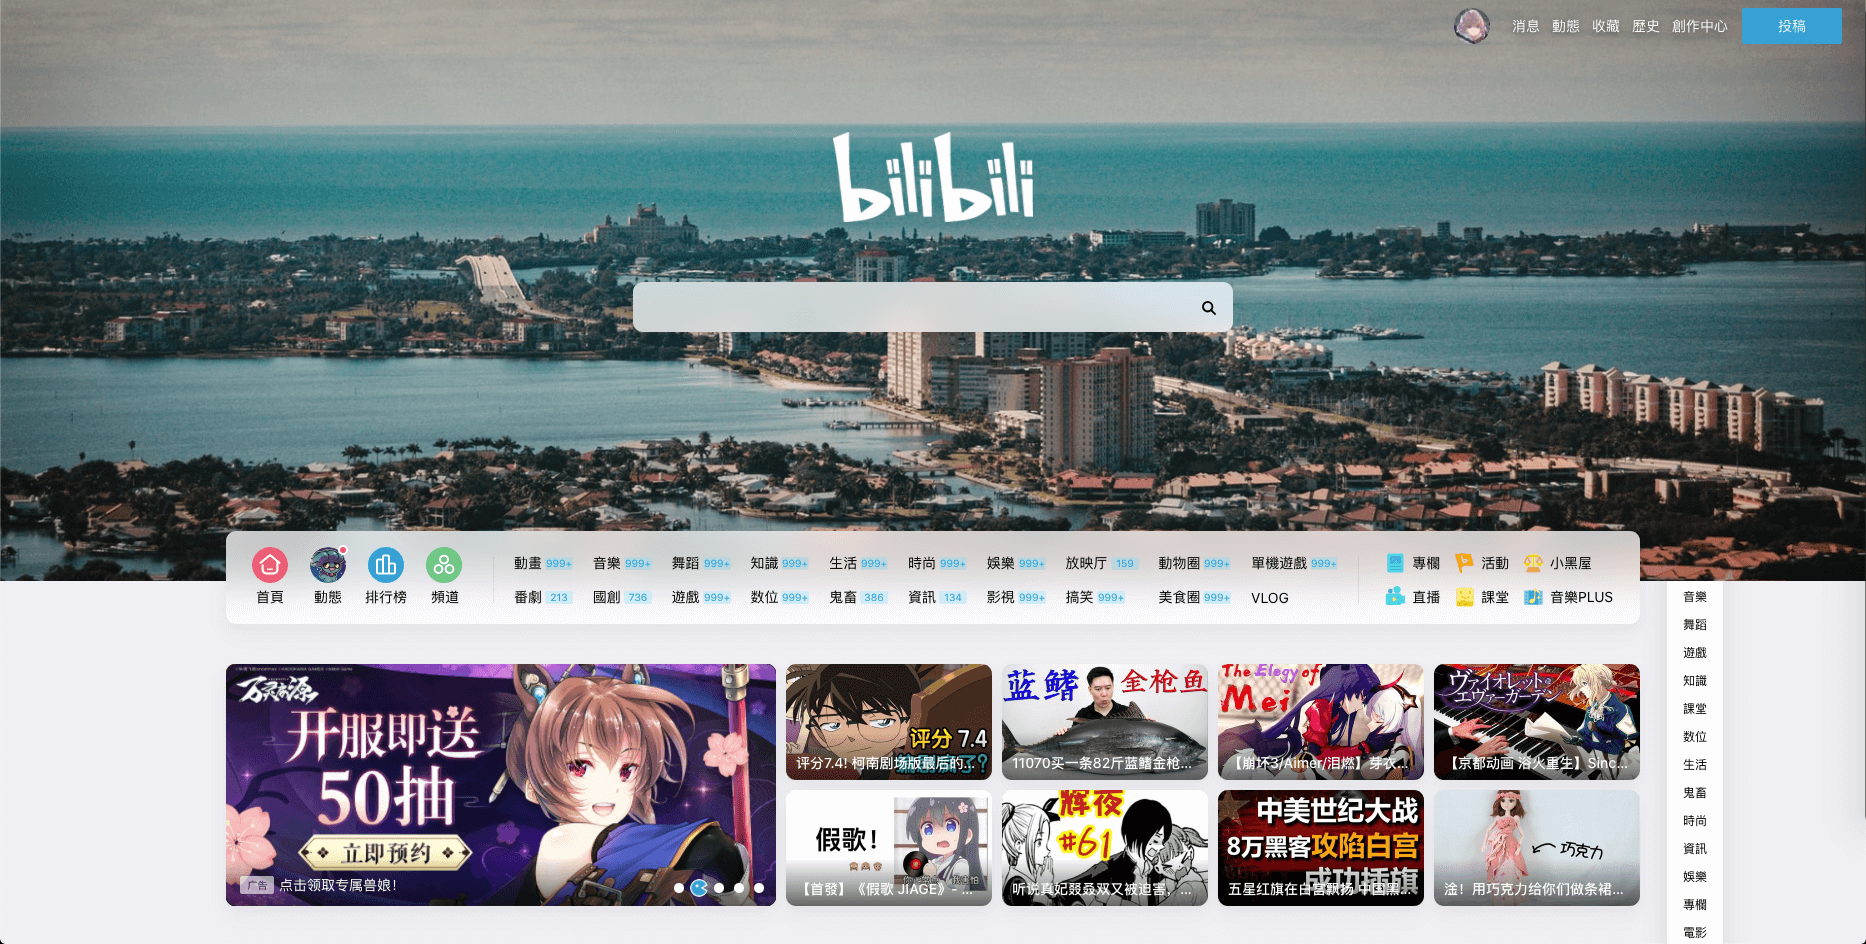 消息 動態 收藏 歷史 創作中心 投稿
bilibili
動畫 999+ 音樂 999+ 舞蹈 999+ 知識 999+ 生活 999+ 時尚 999+ 娛樂 999+ 放映厅 159 動物圈 999+ 單機遊戲 999+ 專欄 活動 小黑屋
首頁 動態 排行榜 頻道 番劇 213 國創 736 遊戲 999+ 数位 999+ 鬼畜 386 資訊 134 影視 999+ 搞笑 999+ 美食圈 999+ VLOG 直播 課堂 音樂PLUS
音樂
舞蹈
遊戲
知識
課堂
数位
生活
鬼畜
時尚
資訊
娛樂
專欄
電影
开服即送
50抽
立即预约
广告 点击领取专属兽娘!
评分 7.4
评分7.4! 柯南剧场版最后的...
蓝鳍 金枪鱼
11070买一条82斤蓝鳍金枪...
The Elegy of
Mei
【崩坏3/Aimer/泪燃】芽衣...
ヴァイオレット
エヴァーガーデン
【京都动画 浴火重生】Sinc...
假歌!
【首發】《假歌 JIAGE》- ...
辉夜
#61
听说真妃叕叒双又被迫害，...
中美世纪大战
8万黑客攻陷白宫
成功插旗
五星红旗在白宫飘扬 中国黑...
巧克力
淦！用巧克力给你们做条裙...